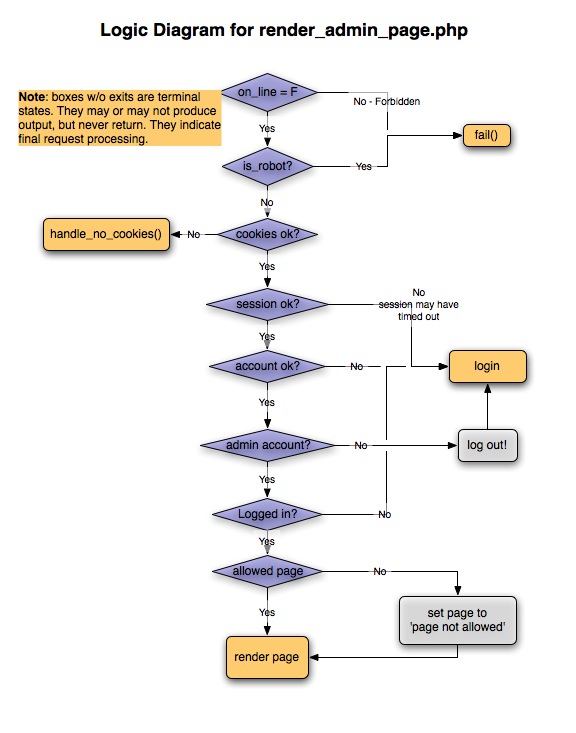 Logic Diagram for render_admin_page.php
Note: boxes w/o exits are terminal
states. They may or may not produce
output, but never return. They indicate
final request processing.
on_line = F
No - Forbidden
Yes
fail()
is_robot?
Yes
No
handle_no_cookies()
No
cookies ok?
Yes
session ok?
No
session may have
timed out
Yes
account ok?
No
login
Yes
admin account?
No
log out!
Yes
Logged in?
No
Yes
allowed page
No
Yes
set page to
'page not allowed'
render page